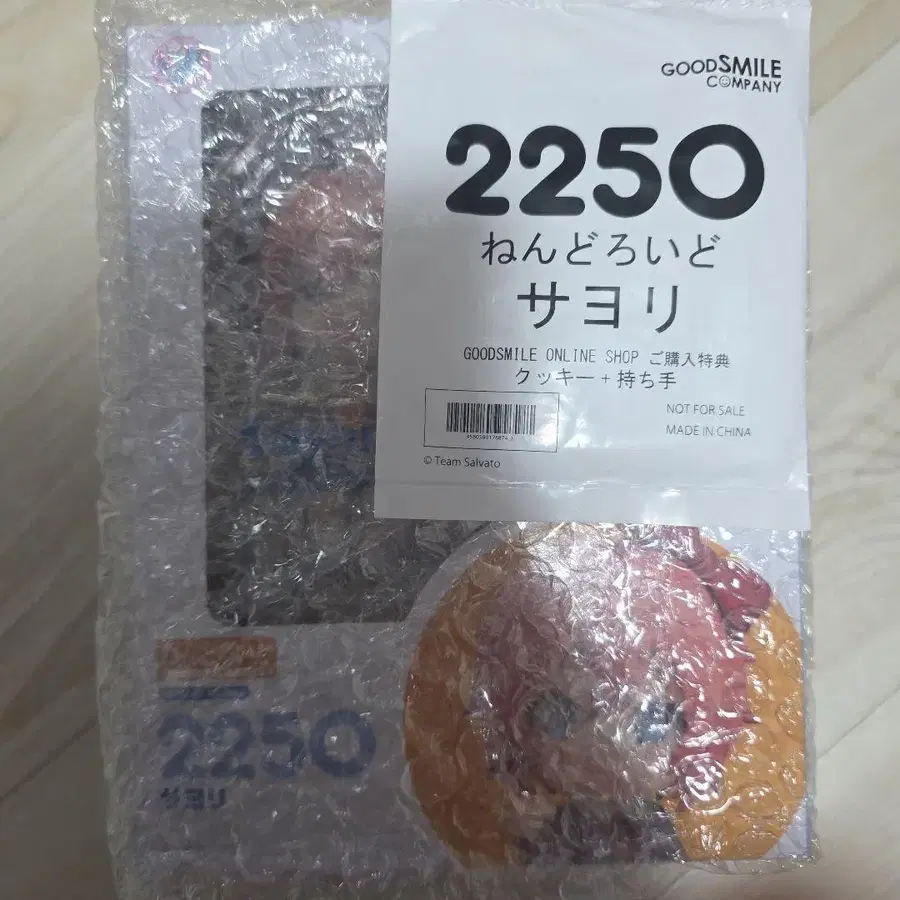 GOODSMILE
COMPANY
2250
ねんどろいど
サヨリ
GOODSMILE ONLINE SHOP ご購入特典
クッキー+持ち手
NOT FOR SALE
MADE IN CHINA
© Team Salvato
2250
サヨリ